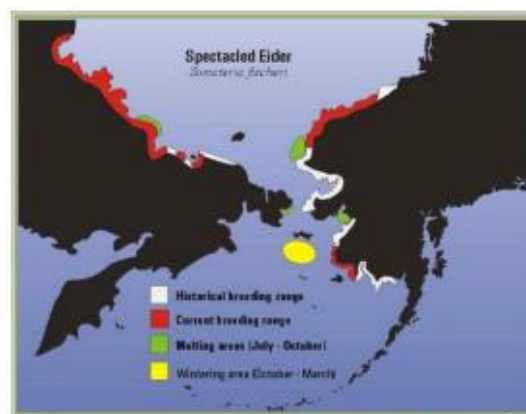 Spectacled Eider
Somateria fischeri
Historical breeding range
Current breeding range
Molting areas (July - October)
Wintering area (October - March)